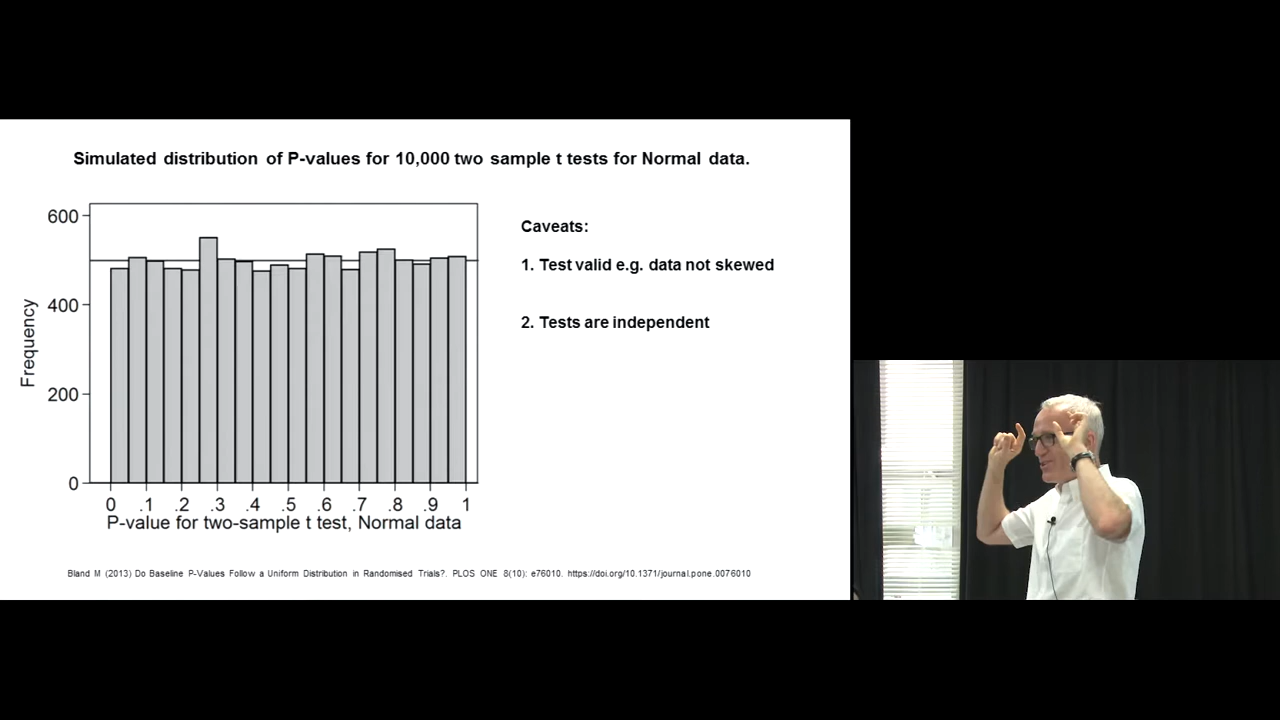 Simulated distribution of P-values for 10,000 two sample t tests for Normal data.
600
400
200
0
Frequency
0 .1 .2 .3 .4 .5 .6 .7 .8 .9 1
P-value for two-sample t test, Normal data
Caveats:
1. Test valid e.g. data not skewed
2. Tests are independent
Bland M (2013) Do Baseline P-Values Follow a Uniform Distribution in Randomised Trials?. PLOS ONE 8(10): e76010. https://doi.org/10.1371/journal.pone.0076010